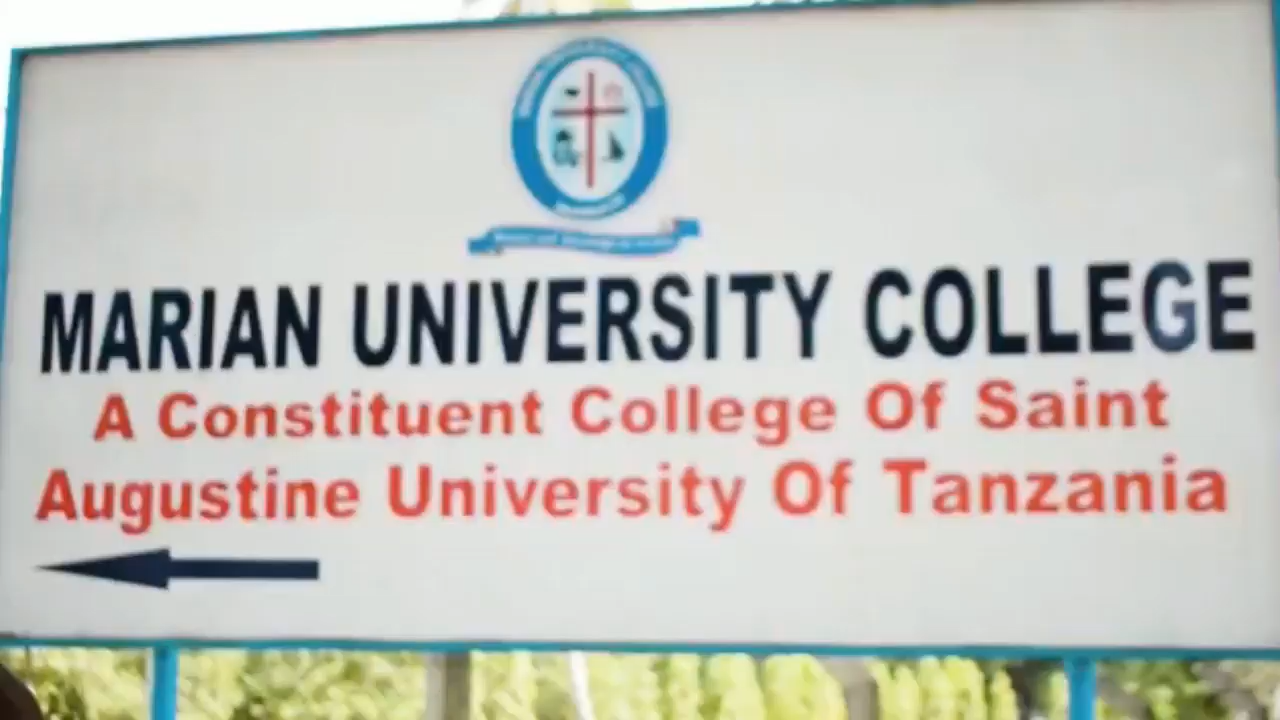 MARIAN UNIVERSITY COLLEGE
A Constituent College Of Saint
Augustine University Of Tanzania